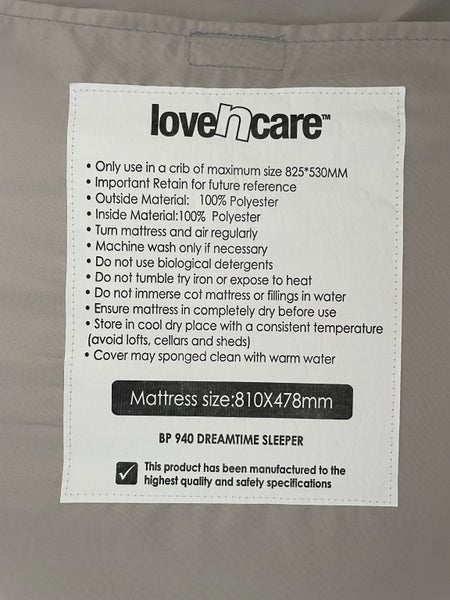 lovencare™
• Only use in a crib of maximum size 825*530MM
• Important Retain for future reference
• Outside Material: 100% Polyester
• Inside Material:100% Polyester
• Turn mattress and air regularly
• Machine wash only if necessary
• Do not use biological detergents
• Do not tumble try iron or expose to heat
• Do not immerse cot mattress or fillings in water
• Ensure mattress in completely dry before use
• Store in cool dry place with a consistent temperature
(avoid lofts, cellars and sheds)
• Cover may sponged clean with warm water
Mattress size:810X478mm
BP 940 DREAMTIME SLEEPER
This product has been manufactured to the
highest quality and safety specifications